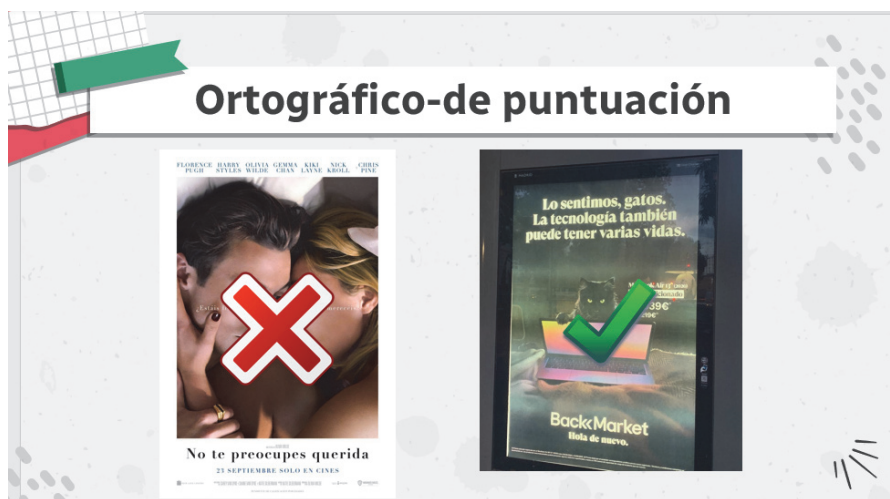 Ortográfico-de puntuación
FLORENCE PUGH HARRY STYLES OLIVIA WILDE GEMMA CHAN KIKI LAYNE NICK KROLL CHRIS PINE
No te preocupes querida
23 SEPTIEMBRE SOLO EN CINES
Lo sentimos, gatos.
La tecnología también
puede tener varias vidas.
Back Market
Hola de nuevo.